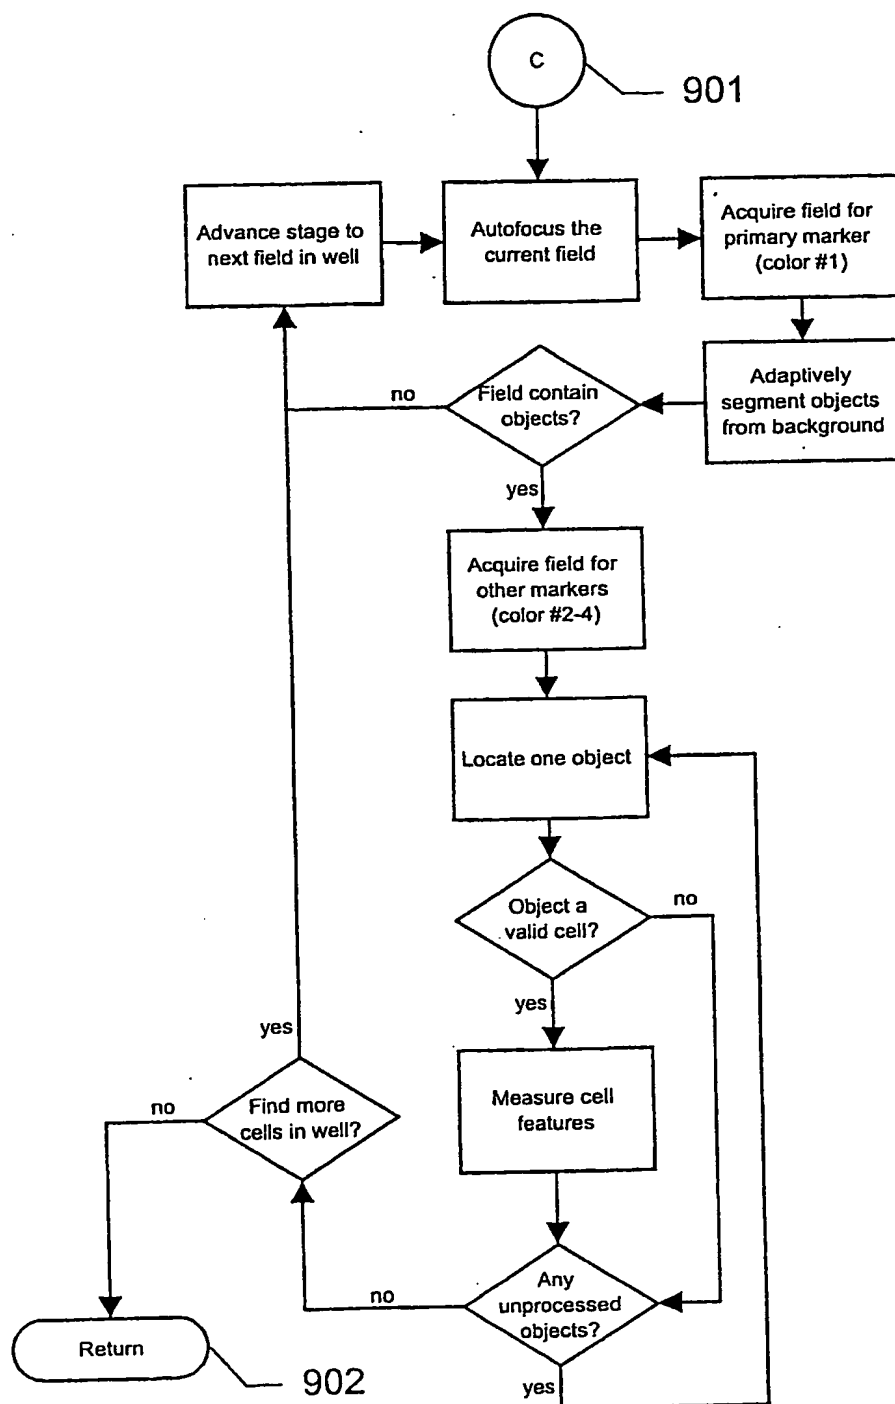 C
901
Advance stage to
next field in well
Autofocus the
current field
Acquire field for
primary marker
(color #1)
Adaptively
segment objects
from background
Field contain
objects?
no
yes
Acquire field for
other markers
(color #2-4)
Locate one object
Object a
valid cell?
no
yes
Measure cell
features
yes
Find more
cells in well?
no
Any
unprocessed
objects?
no
yes
Return
902